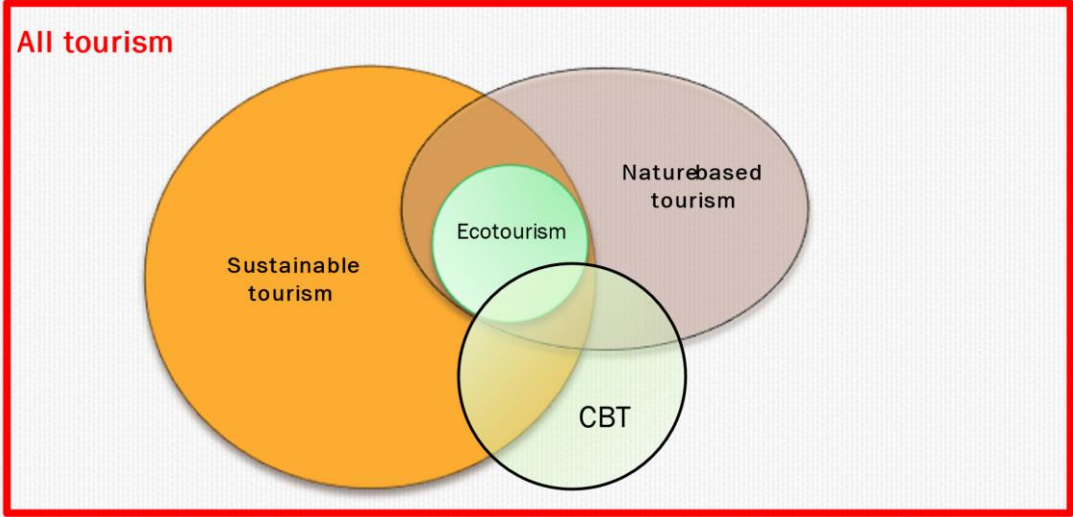 All tourism
Naturebased
tourism
Ecotourism
Sustainable
tourism
CBT